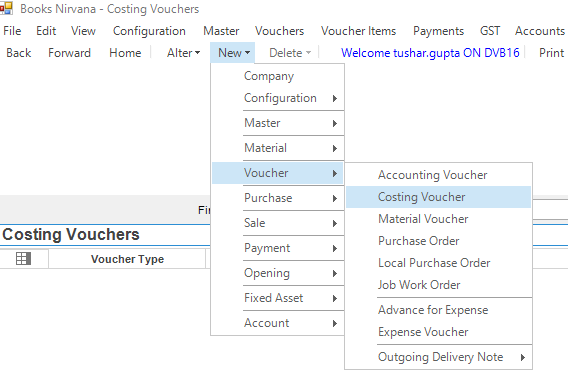 Books Nirvana - Costing Vouchers
File Edit View Configuration Master Vouchers Voucher Items Payments GST Accounts
Back Forward Home Alter New Delete Welcome tushar.gupta ON DVB16 Print
Company
Configuration
Master
Material
Voucher
Purchase
Sale
Payment
Opening
Fixed Asset
Account
Accounting Voucher
Costing Voucher
Material Voucher
Purchase Order
Local Purchase Order
Job Work Order
Advance for Expense
Expense Voucher
Outgoing Delivery Note
Costing Vouchers
Voucher Type